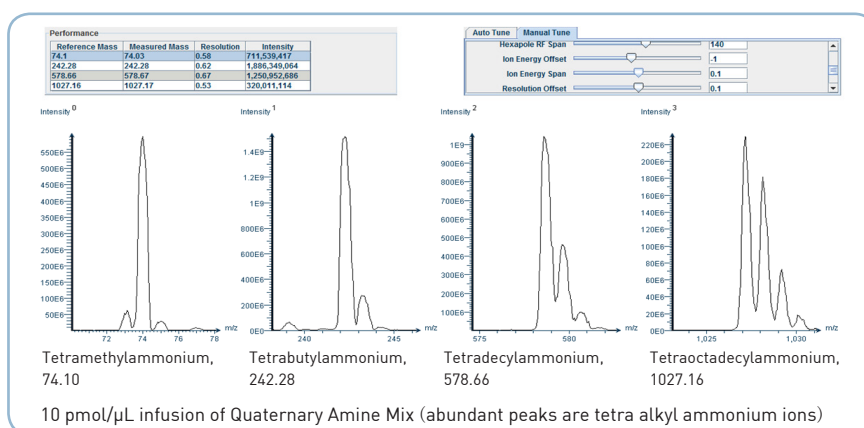 Performance
Reference Mass Measured Mass Resolution Intensity
74.1 74.03 0.58 711,539,417
242.28 242.28 0.62 1,886,349,064
578.66 578.67 0.67 1,250,952,686
1027.16 1027.17 0.53 320,011,114
Auto Tune Manual Tune
Hexapole RF Span 140
Ion Energy Offset -1
Ion Energy Span 0.1
Resolution Offset 0.1
Intensity 0
550E6
500E6
450E6
400E6
350E6
300E6
250E6
200E6
150E6
100E6
50E6
72 74 76 78 m/z
Tetramethylammonium,
74.10
Intensity 1
1.4E9
1.2E9
1E9
800E6
600E6
400E6
200E6
0E0
240 245 m/z
Tetrabutylammonium,
242.28
Intensity 2
1E9
900E6
800E6
700E6
600E6
500E6
400E6
300E6
200E6
100E6
575 580 m/z
Tetradecylammonium,
578.66
Intensity 3
220E6
200E6
180E6
160E6
140E6
120E6
100E6
80E6
60E6
40E6
20E6
0E0
1,025 1,030 m/z
Tetraoctadecylammonium,
1027.16
10 pmol/µL infusion of Quaternary Amine Mix (abundant peaks are tetra alkyl ammonium ions)